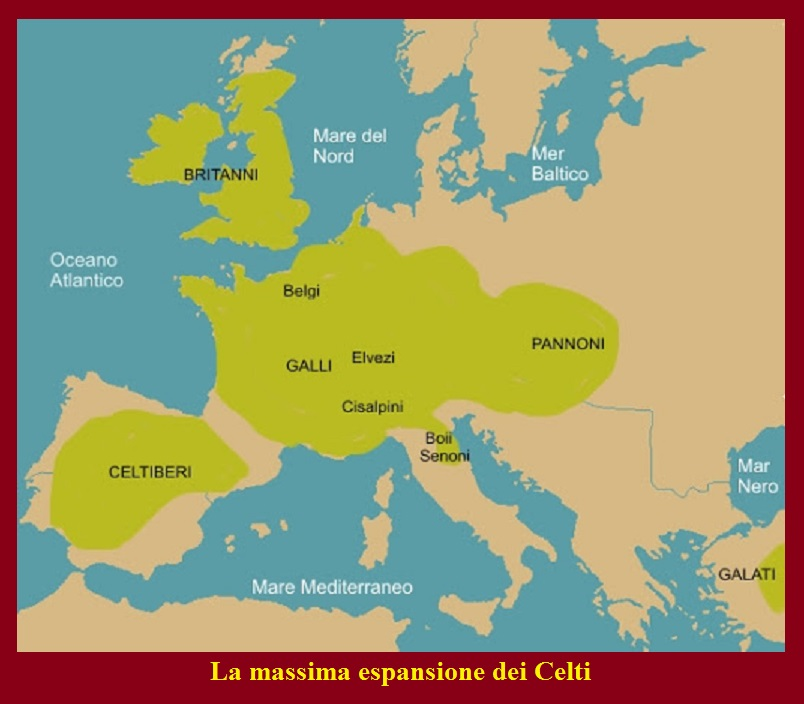 Mare del
Nord
Mer
Baltico
BRITANNI
Oceano
Atlantico
Belgi
PANNONI
Elvezi
GALLI
Cisalpini
Boii
Senoni
CELTIBERI
Mar
Nero
GALATI
Mare Mediterraneo
La massima espansione dei Celti